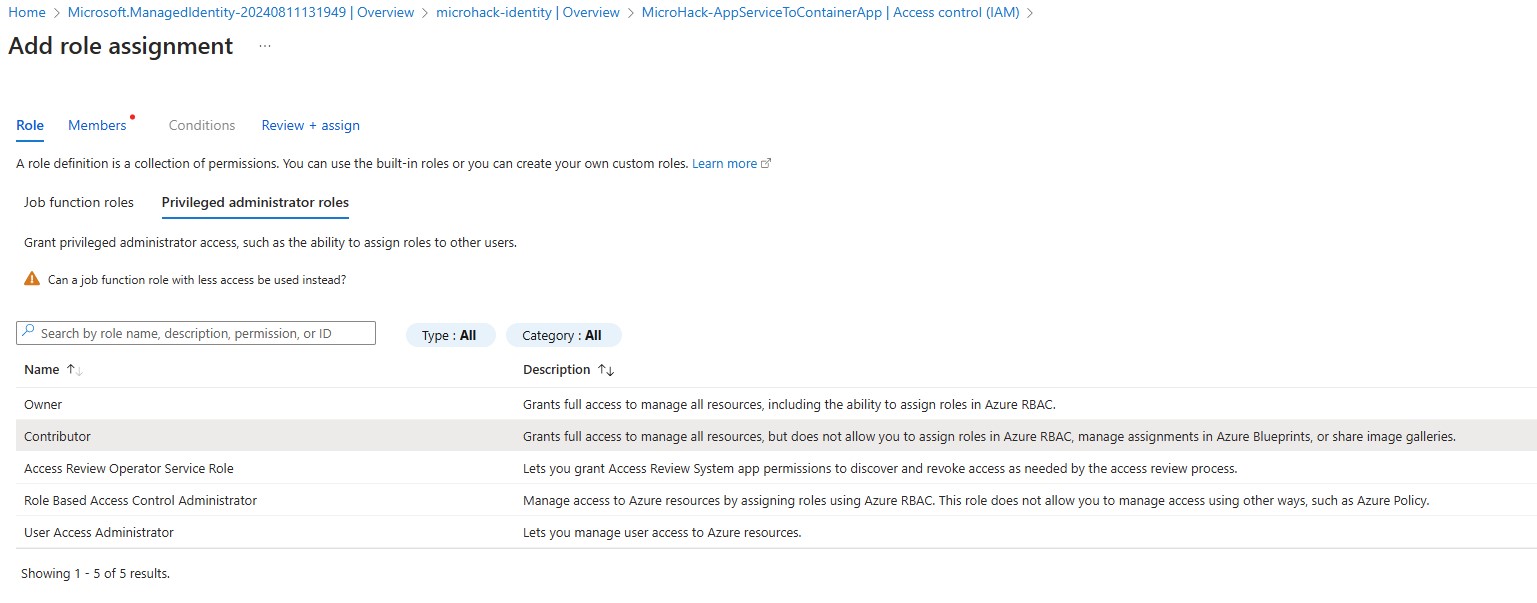 Home > Microsoft.ManagedIdentity-20240811131949 | Overview > microhack-identity | Overview > MicroHack-AppServiceToContainerApp | Access control (IAM) >
Add role assignment ...
Role Members Conditions Review + assign
A role definition is a collection of permissions. You can use the built-in roles or you can create your own custom roles. Learn more
Job function roles Privileged administrator roles
Grant privileged administrator access, such as the ability to assign roles to other users.
Can a job function role with less access be used instead?
Search by role name, description, permission, or ID Type : All Category : All
Name ↑↓ Description ↑↓
Owner Grants full access to manage all resources, including the ability to assign roles in Azure RBAC.
Contributor Grants full access to manage all resources, but does not allow you to assign roles in Azure RBAC, manage assignments in Azure Blueprints, or share image galleries.
Access Review Operator Service Role Lets you grant Access Review System app permissions to discover and revoke access as needed by the access review process.
Role Based Access Control Administrator Manage access to Azure resources by assigning roles using Azure RBAC. This role does not allow you to manage access using other ways, such as Azure Policy.
User Access Administrator Lets you manage user access to Azure resources.
Showing 1 - 5 of 5 results.